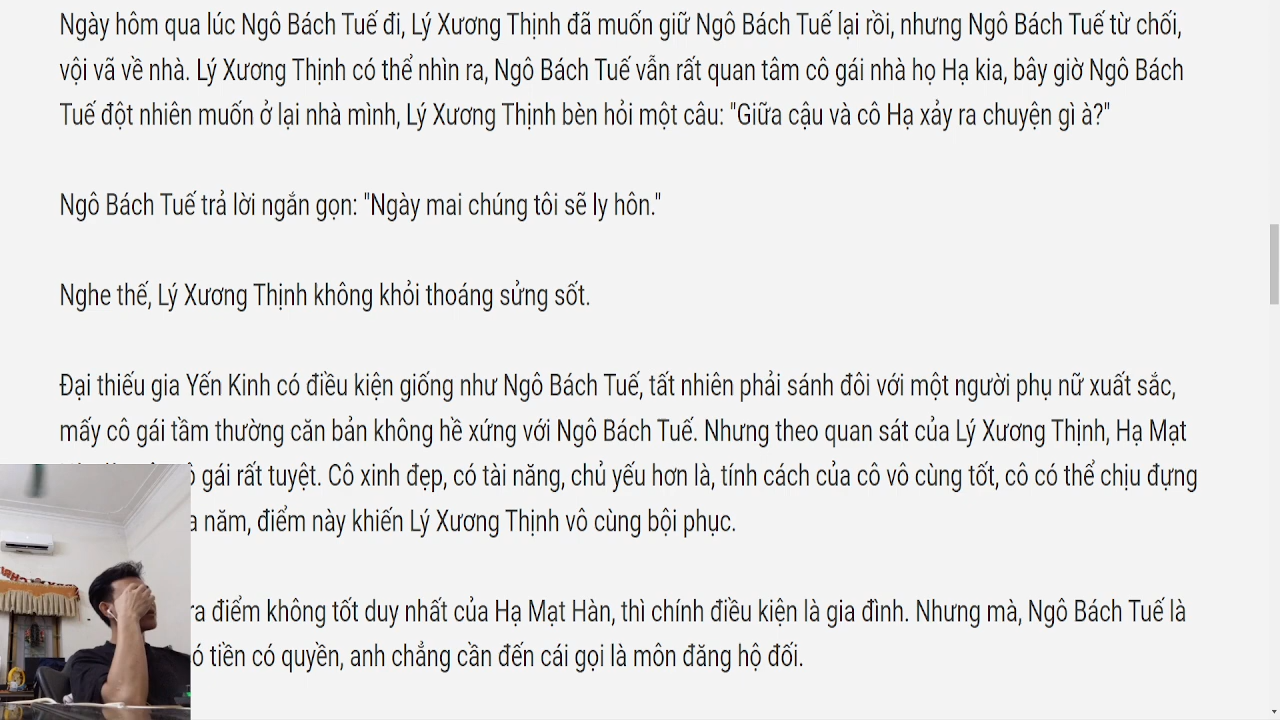 Ngày hôm qua lúc Ngô Bách Tuế đi, Lý Xương Thịnh đã muốn giữ Ngô Bách Tuế lại rồi, nhưng Ngô Bách Tuế từ chối,
vội vã về nhà. Lý Xương Thịnh có thể nhìn ra, Ngô Bách Tuế vẫn rất quan tâm cô gái nhà họ Hạ kia, bây giờ Ngô Bách
Tuế đột nhiên muốn ở lại nhà mình, Lý Xương Thịnh bèn hỏi một câu: "Giữa cậu và cô Hạ xảy ra chuyện gì à?"
Ngô Bách Tuế trả lời ngắn gọn: "Ngày mai chúng tôi sẽ ly hôn."
Nghe thế, Lý Xương Thịnh không khỏi thoáng sửng sốt.
Đại thiếu gia Yến Kinh có điều kiện giống như Ngô Bách Tuế, tất nhiên phải sánh đôi với một người phụ nữ xuất sắc,
mấy cô gái tầm thường căn bản không hề xứng với Ngô Bách Tuế. Nhưng theo quan sát của Lý Xương Thịnh, Hạ Mạt
gái rất tuyệt. Cô xinh đẹp, có tài năng, chủ yếu hơn là, tính cách của cô vô cùng tốt, cô có thể chịu đựng
năm, điểm này khiến Lý Xương Thịnh vô cùng bội phục.
ra điểm không tốt duy nhất của Hạ Mạt Hàn, thì chính điều kiện là gia đình. Nhưng mà, Ngô Bách Tuế là
tiền có quyền, anh chẳng cần đến cái gọi là môn đăng hộ đối.